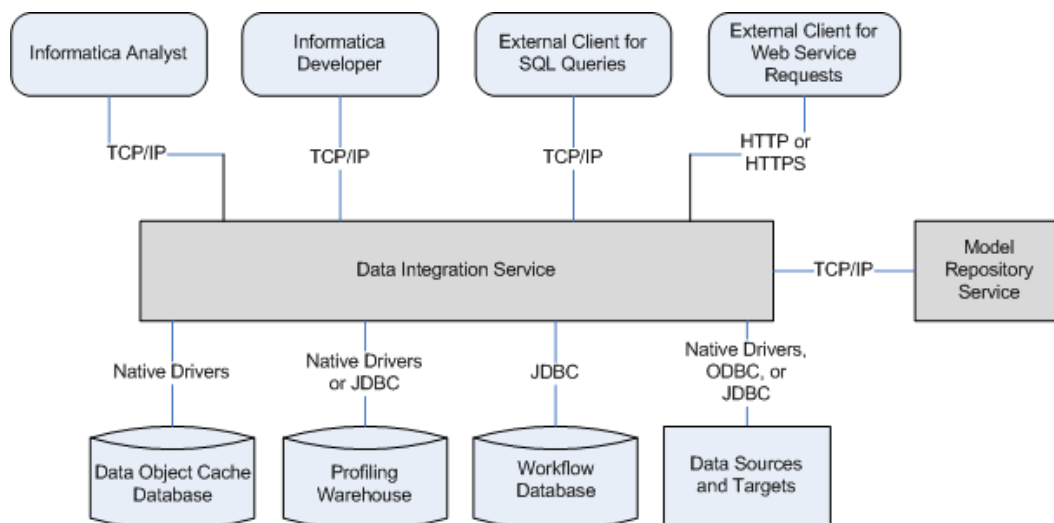 Informatica Analyst
Informatica
Developer
External Client for
SQL Queries
External Client for
Web Service
Requests
TCP/IP
TCP/IP
TCP/IP
HTTP or
HTTPS
Data Integration Service
TCP/IP
Model
Repository
Service
Native Drivers
Native Drivers
or JDBC
JDBC
Native Drivers,
ODBC, or
JDBC
Data Object Cache
Database
Profiling
Warehouse
Workflow
Database
Data Sources
and Targets